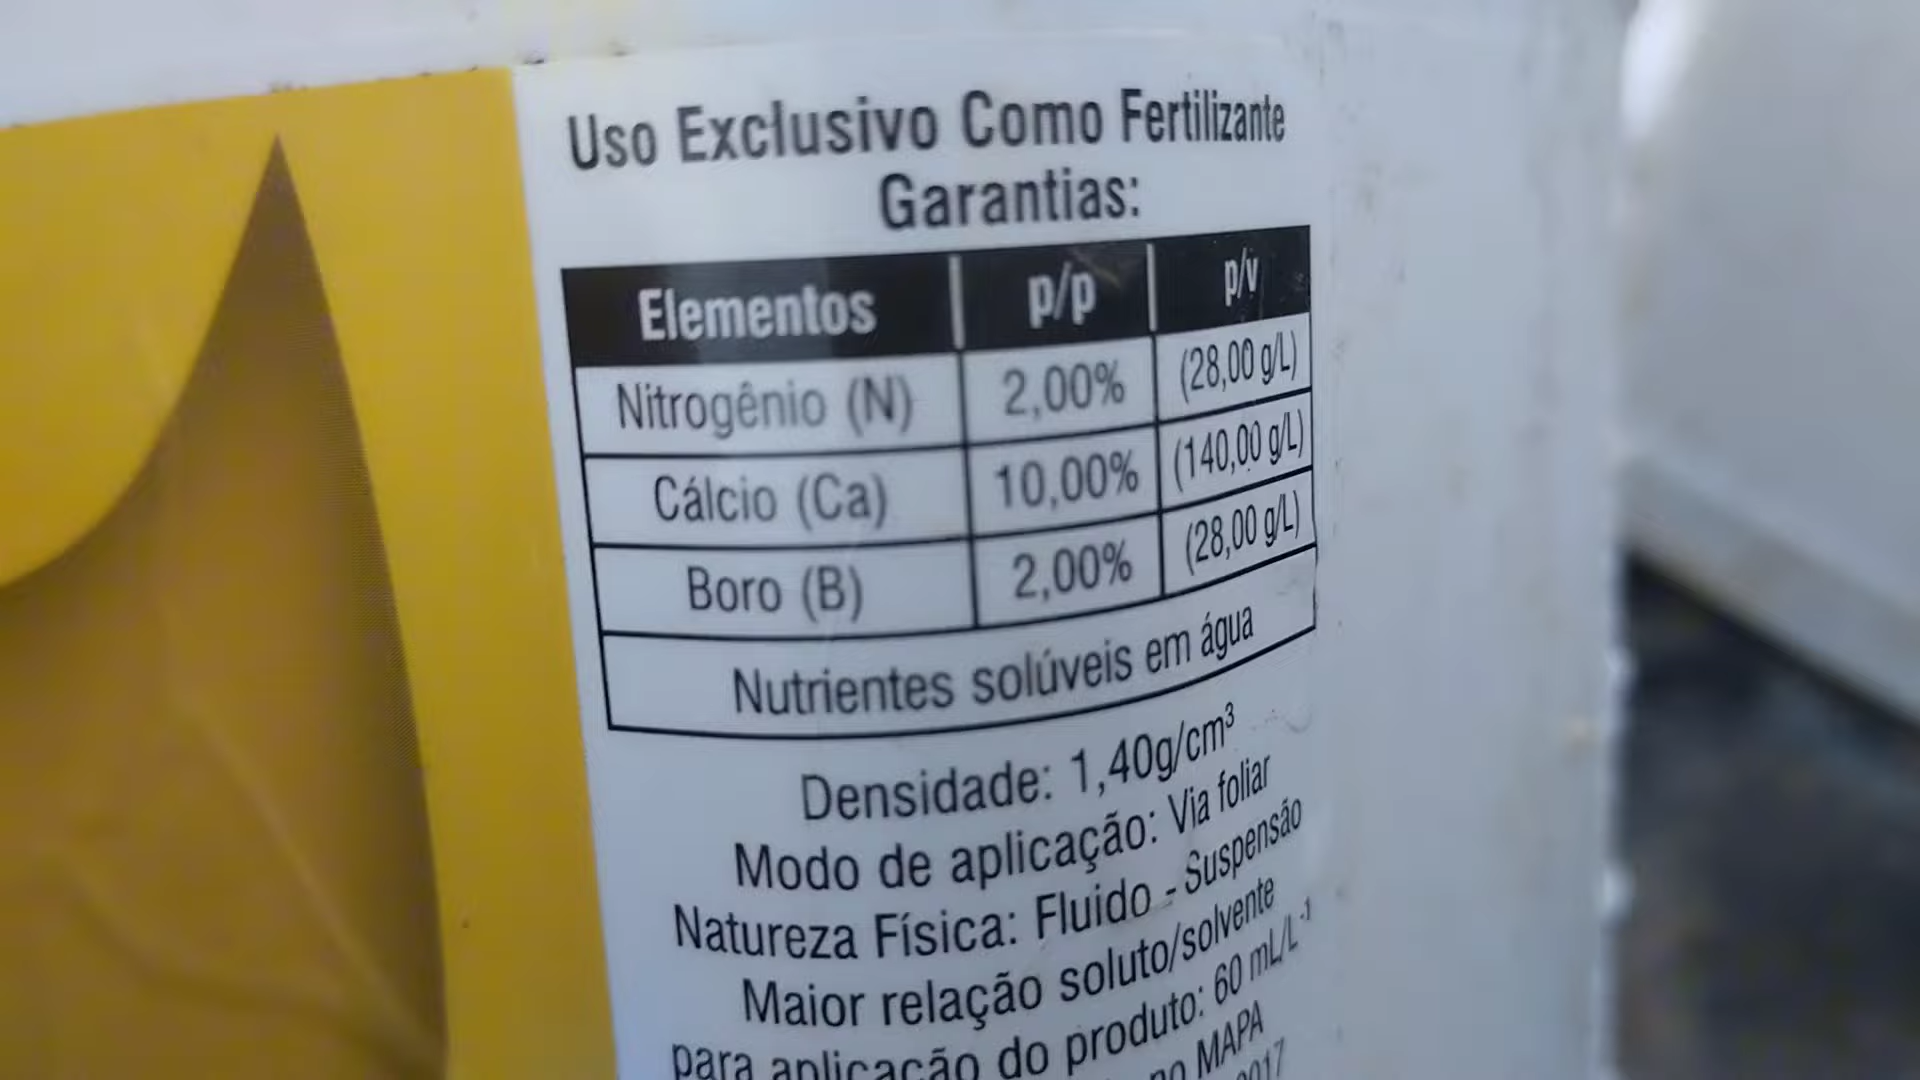 Uso Exclusivo Como Fertilizante
Garantias:
Elementos p/p p/v
Nitrogênio (N) 2,00% (28,00 g/L)
Cálcio (Ca) 10,00% (140,00 g/L)
Boro (B) 2,00% (28,00 g/L)
Nutrientes solúveis em água
Densidade: 1,40g/cm³
Modo de aplicação: Via foliar
Natureza Física: Fluido - Suspensão
Maior relação soluto/solvente
para aplicação do produto: 60 mL/L⁻¹
no MAPA